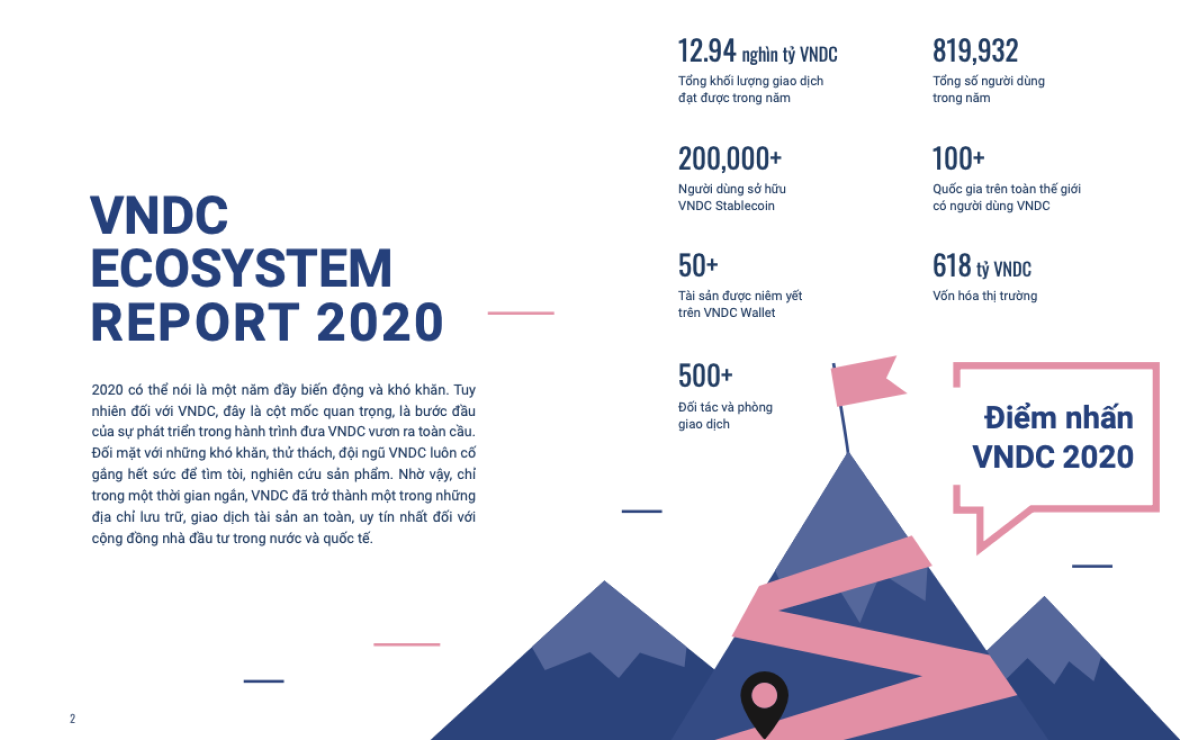 VNDC
ECOSYSTEM
REPORT 2020
2020 có thể nói là một năm đầy biến động và khó khăn. Tuy
nhiên đối với VNDC, đây là cột mốc quan trọng, là bước đầu
của sự phát triển trong hành trình đưa VNDC vươn ra toàn cầu.
Đối mặt với những khó khăn, thử thách, đội ngũ VNDC luôn cố
gắng hết sức để tìm tòi, nghiên cứu sản phẩm. Nhờ vậy, chỉ
trong một thời gian ngắn, VNDC đã trở thành một trong những
địa chỉ lưu trữ, giao dịch tài sản an toàn, uy tín nhất đối với
cộng đồng nhà đầu tư trong nước và quốc tế.
12.94 nghìn tỷ VNDC
Tổng khối lượng giao dịch
đạt được trong năm
819,932
Tổng số người dùng
trong năm
200,000+
Người dùng sở hữu
VNDC Stablecoin
100+
Quốc gia trên toàn thế giới
có người dùng VNDC
50+
Tài sản được niêm yết
trên VNDC Wallet
618 tỷ VNDC
Vốn hóa thị trường
500+
Đối tác và phòng
giao dịch
Điểm nhấn
VNDC 2020
2